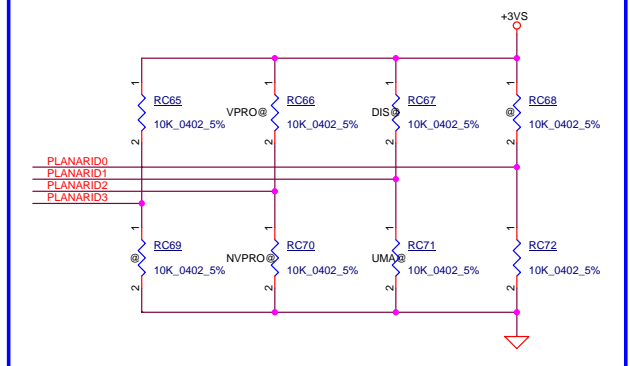 +3VS
1 1 1 1
RC65 RC66 RC67 RC68
VPRO@ DIS@ @
10K_0402_5% 10K_0402_5% 10K_0402_5% 10K_0402_5%
2 2 2 2
PLANARID0
PLANARID1
PLANARID2
PLANARID3
1 1 1 1
RC69 RC70 RC71 RC72
@ NVPRO@ UMA@
10K_0402_5% 10K_0402_5% 10K_0402_5% 10K_0402_5%
2 2 2 2